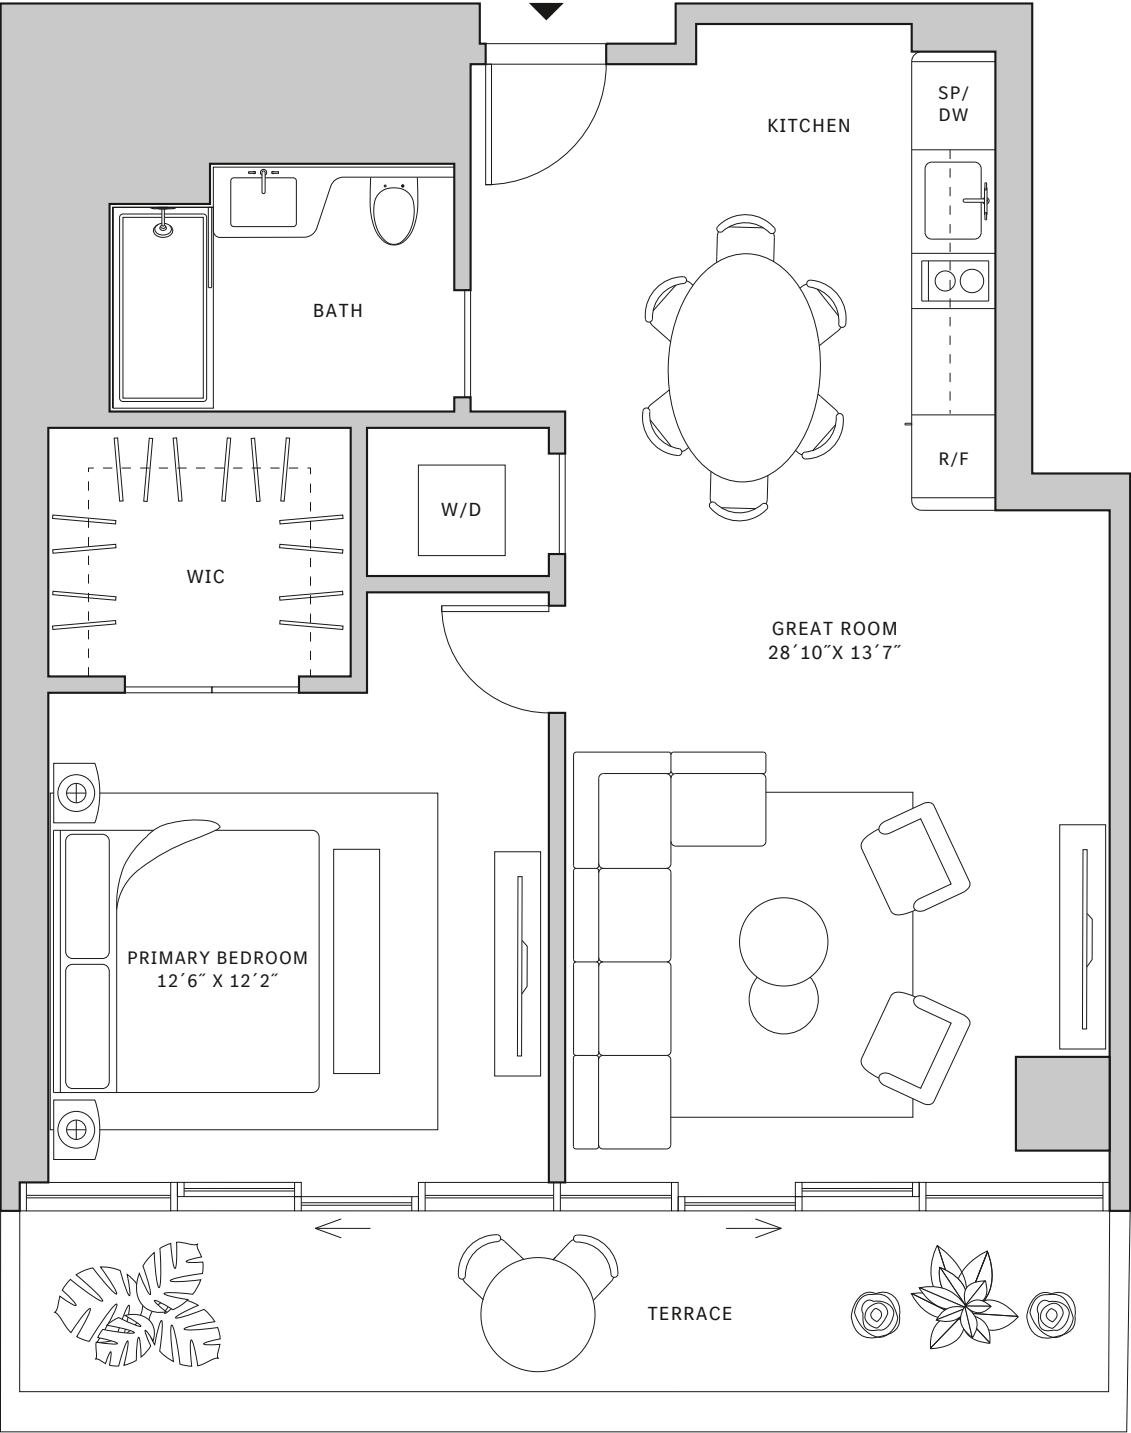 SP/
DW
KITCHEN
BATH
R/F
W/D
WIC
GREAT ROOM
28´10˝X 13´7˝
PRIMARY BEDROOM
12´6˝ X 12´2˝
TERRACE